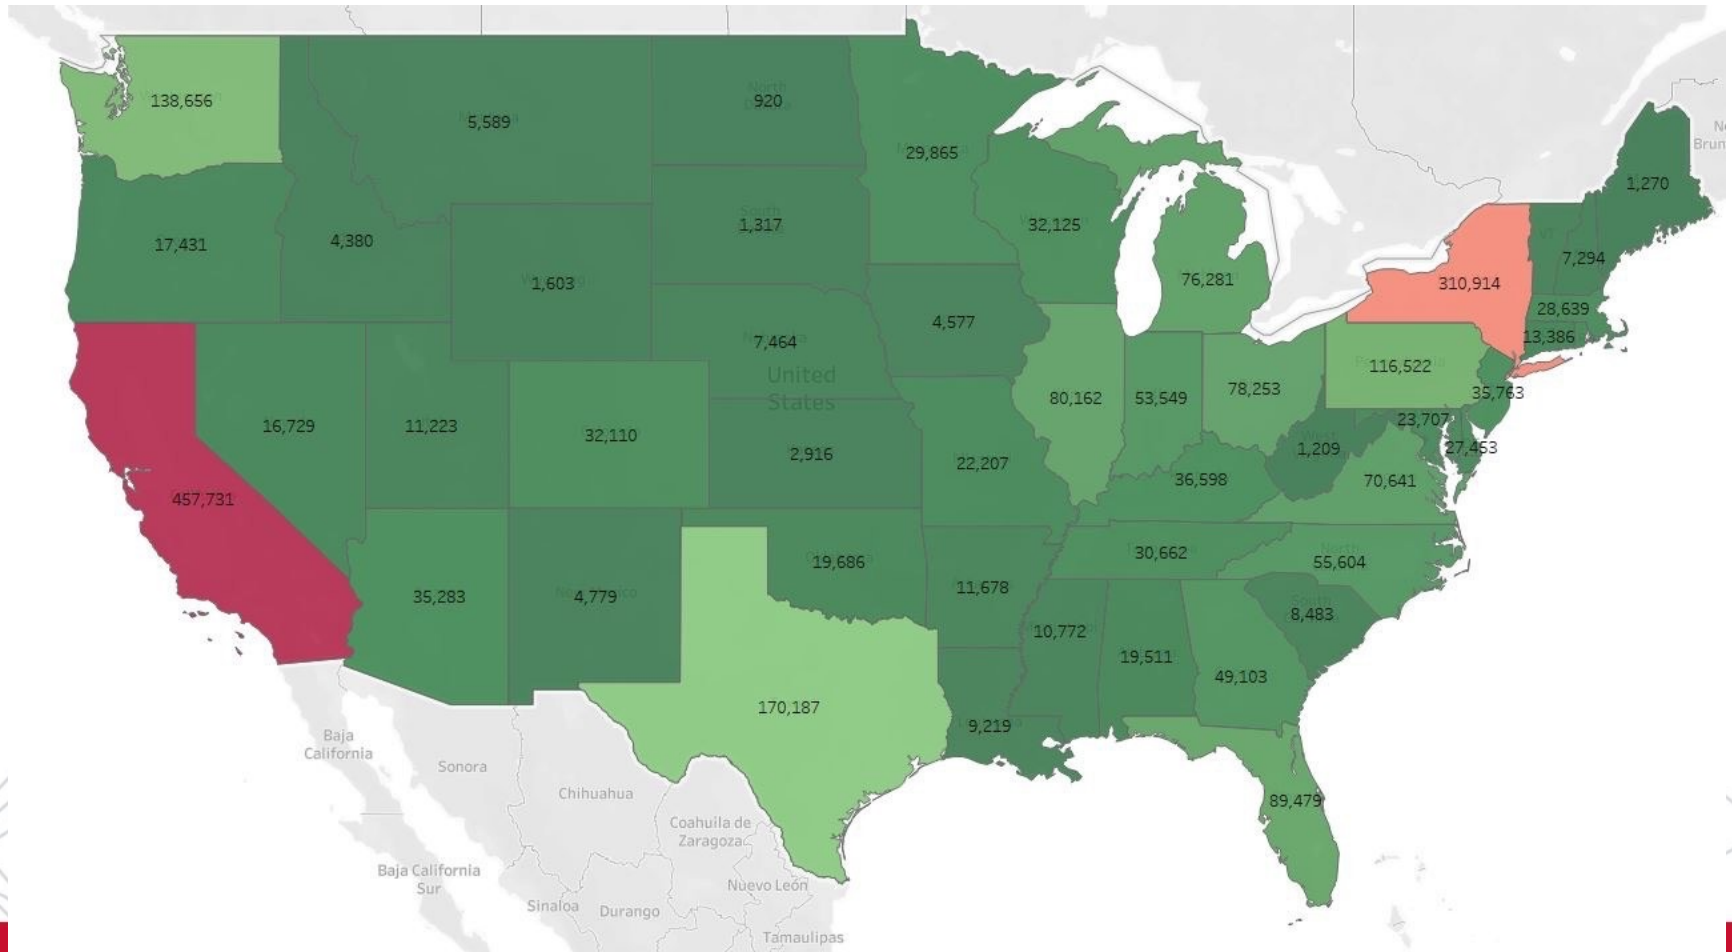 138,656
5,589
North
920
29,865
1,270
N
Brun
17,431
4,380
1,603
1,317
32,125
76,281
310,914
7,294
VT
28,639
13,386
4,577
7,464
United
States
116,522
35,763
80,162
53,549
78,253
23,707
1,209
27,453
16,729
11,223
32,110
2,916
22,207
36,598
70,641
457,731
35,283
4,779
19,686
11,678
30,662
North
55,604
South
8,483
10,772
19,511
49,103
170,187
9,219
89,479
Baja
California
Sonora
Chihuahua
Coahuila de
Zaragoza
Baja California
Sur
Nuevo León
Sinaloa
Durango
Tamaulipas